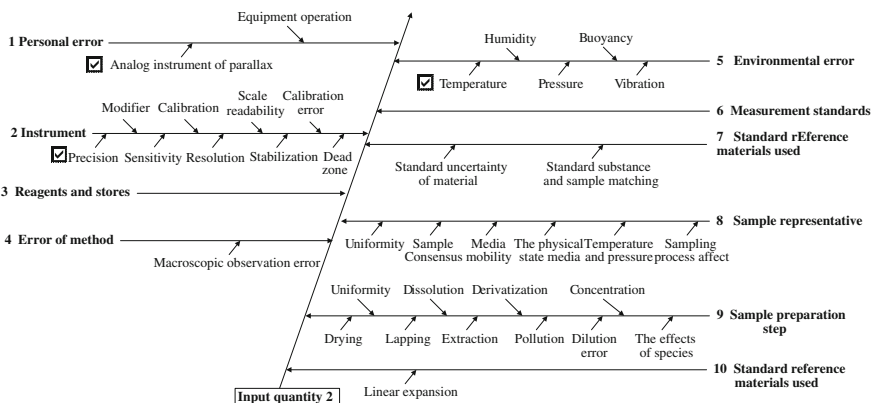 Equipment operation
1 Personal error
Analog instrument of parallax
Humidity
Buoyancy
5 Environmental error
Temperature
Pressure
Vibration
6 Measurement standards
Modifier
Calibration
Scale
readability
Calibration
error
2 Instrument
Precision
Sensitivity
Resolution
Stabilization
Dead
zone
7 Standard rEference
materials used
Standard uncertainty
of material
Standard substance
and sample matching
3 Reagents and stores
8 Sample representative
Uniformity
Sample
Consensus
Media
mobility
The physical
state media
Temperature
and pressure
Sampling
process affect
4 Error of method
Macroscopic observation error
Uniformity
Dissolution
Derivatization
Concentration
9 Sample preparation
step
Drying
Lapping
Extraction
Pollution
Dilution
error
The effects
of species
10 Standard reference
materials used
Linear expansion
Input quantity 2